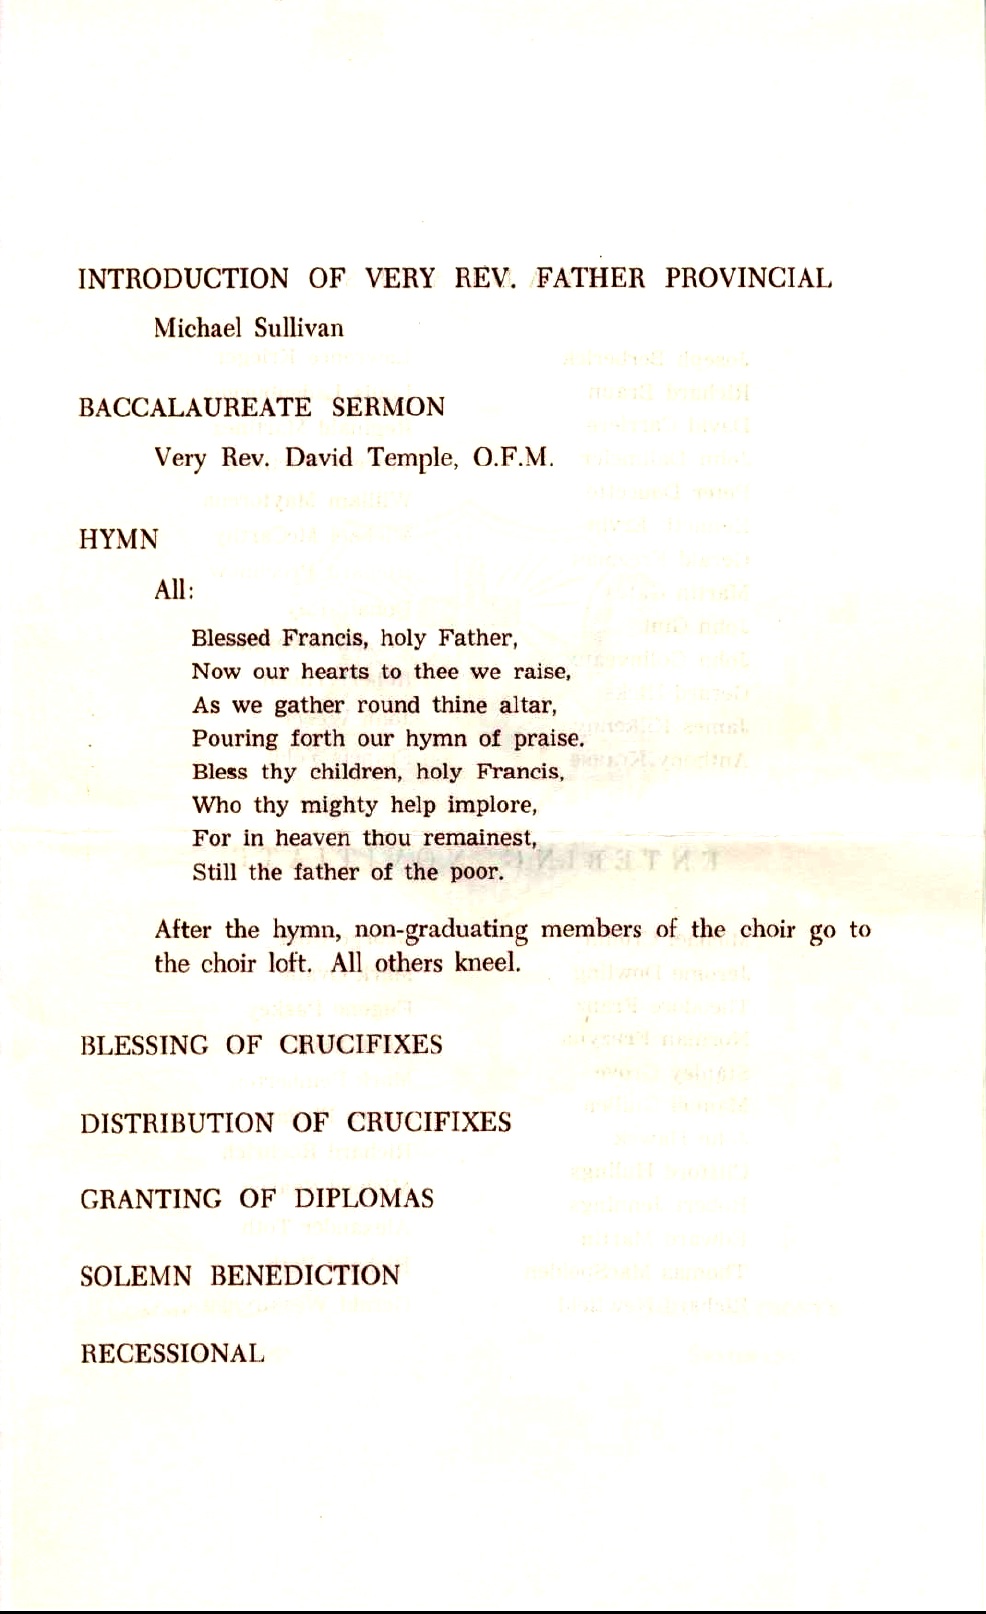 INTRODUCTION OF VERY REV. FATHER PROVINCIAL
Michael Sullivan
BACCALAUREATE SERMON
Very Rev. David Temple, O.F.M.
HYMN
All:
Blessed Francis, holy Father,
Now our hearts to thee we raise,
As we gather round thine altar,
Pouring forth our hymn of praise.
Bless thy children, holy Francis,
Who thy mighty help implore,
For in heaven thou remainest,
Still the father of the poor.
After the hymn, non-graduating members of the choir go to
the choir loft. All others kneel.
BLESSING OF CRUCIFIXES
DISTRIBUTION OF CRUCIFIXES
GRANTING OF DIPLOMAS
SOLEMN BENEDICTION
RECESSIONAL